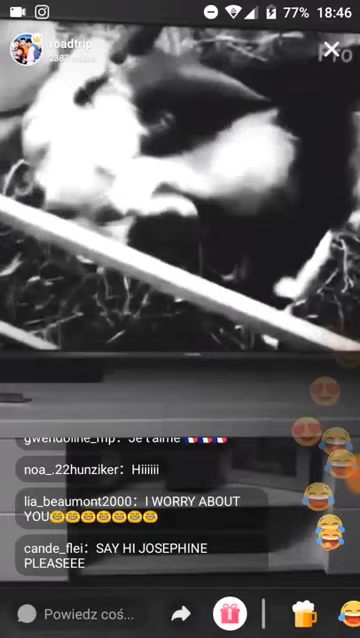 77% 18:46
roadtrip
Pro
gwendoline_mp: Je t'aime 🇫🇷🇫🇷🇫🇷
noa_.22hunziker: Hiiiiii
lia_beaumont2000: I WORRY ABOUT
YOU😂😂😂😂😂😂😂
cande_flei: SAY HI JOSEPHINE
PLEASEEE
Powiedz coś...